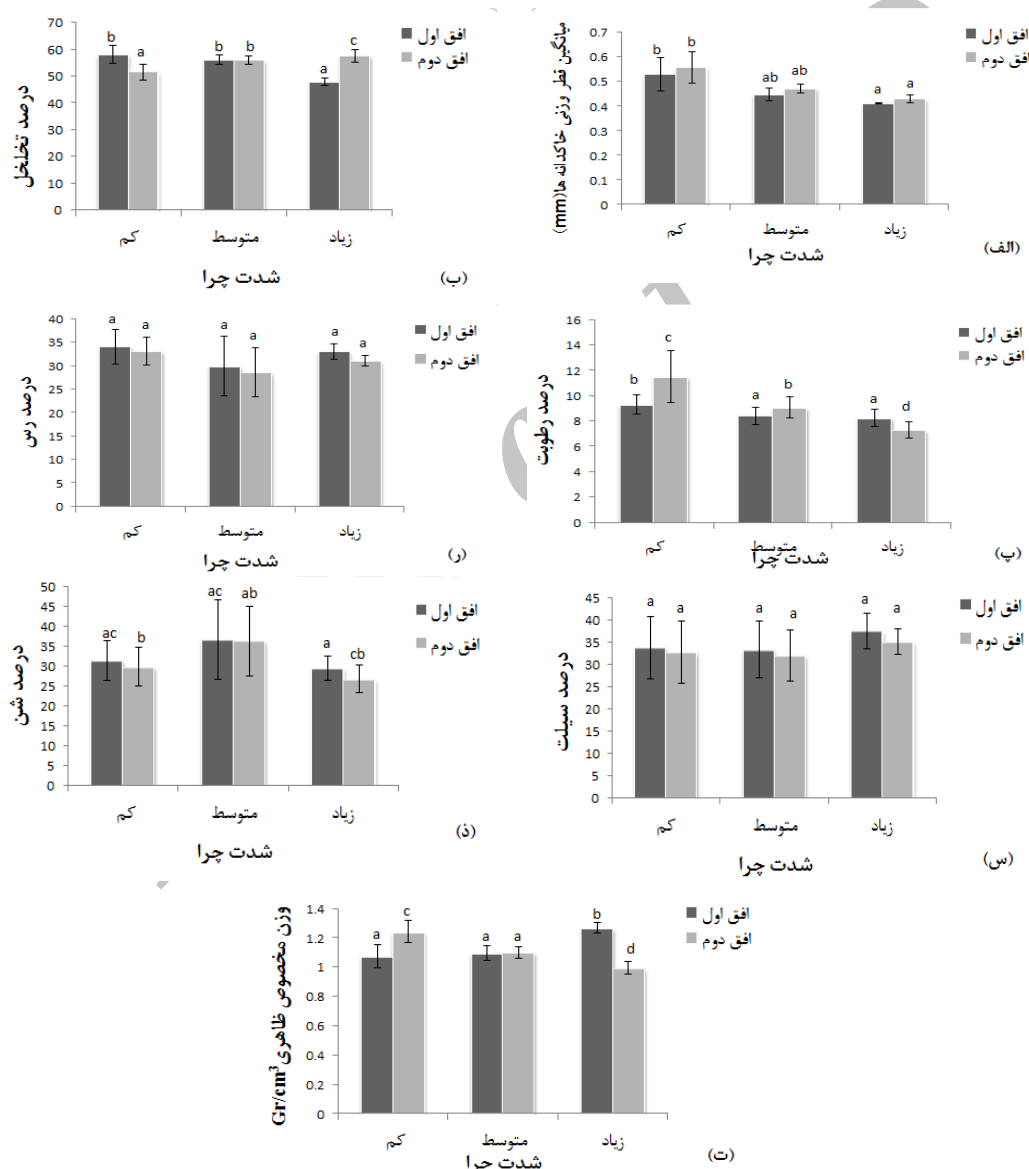 میانگین قطر وزنی خاکدانه ها(mm)
0.7
0.6
0.5
0.4
0.3
0.2
0.1
0
b b ab ab a a
کم متوسط زیاد
شدت چرا
افق اول
افق دوم
(الف)
درصد تخلخل
70
60
50
40
30
20
10
0
b a b b a c
کم متوسط زیاد
شدت چرا
افق اول
افق دوم
(ب)
درصد رطوبت
16
14
12
10
8
6
4
2
0
b c a b a d
کم متوسط زیاد
شدت چرا
افق اول
افق دوم
(پ)
درصد رس
40
35
30
25
20
15
10
5
0
a a a a a a
کم متوسط زیاد
شدت چرا
افق اول
افق دوم
(ر)
درصد سیلت
45
40
35
30
25
20
15
10
5
0
a a a a a a
کم متوسط زیاد
شدت چرا
افق اول
افق دوم
(س)
درصد شن
50
45
40
35
30
25
20
15
10
5
0
ac b ac ab a cb
کم متوسط زیاد
شدت چرا
افق اول
افق دوم
(ذ)
وزن مخصوص ظاهری Gr/cm³
1.4
1.2
1
0.8
0.6
0.4
0.2
0
a c a a b d
کم متوسط زیاد
شدت چرا
افق اول
افق دوم
(ت)